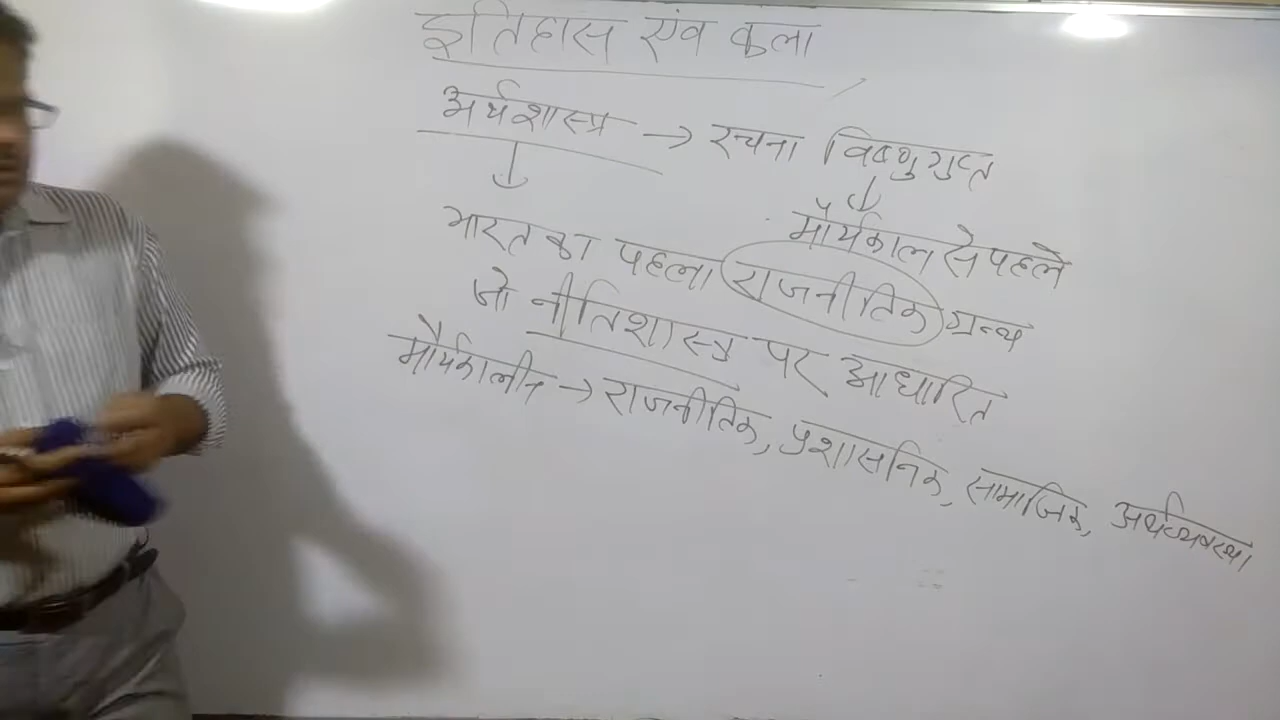 इतिहास एंव कला
अर्थशास्त्र → रचना विष्णुगुप्त
↓ ↓
मौर्यकाल से पहले
भारत का पहला राजनीतिक ग्रन्थ
जो नीतिशास्त्र पर आधारित
मौर्यकालीन → राजनीतिक, प्रशासनिक, सामाजिक, अर्थव्यवस्था